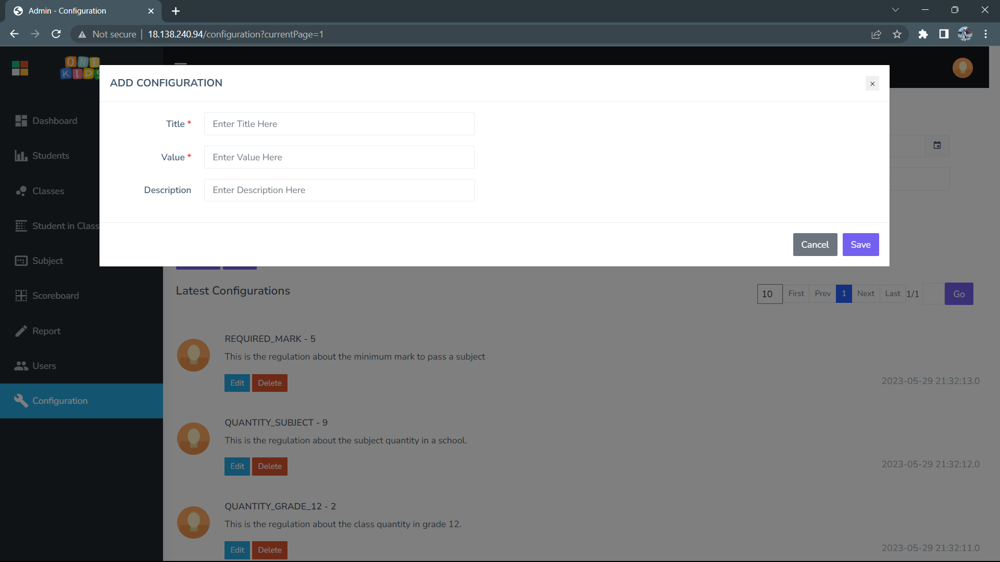 Admin - Configuration
Not secure 18.138.240.94/configuration?currentPage=1
ONE
KIDS
ADD CONFIGURATION
Title * Enter Title Here
Value * Enter Value Here
Description Enter Description Here
Cancel Save
Dashboard
Students
Classes
Student in Class
Subject
Scoreboard
Report
Users
Configuration
Latest Configurations
10 First Prev 1 Next Last 1/1 Go
REQUIRED_MARK - 5
This is the regulation about the minimum mark to pass a subject
Edit Delete
2023-05-29 21:32:13.0
QUANTITY_SUBJECT - 9
This is the regulation about the subject quantity in a school.
Edit Delete
2023-05-29 21:32:12.0
QUANTITY_GRADE_12 - 2
This is the regulation about the class quantity in grade 12.
Edit Delete
2023-05-29 21:32:11.0